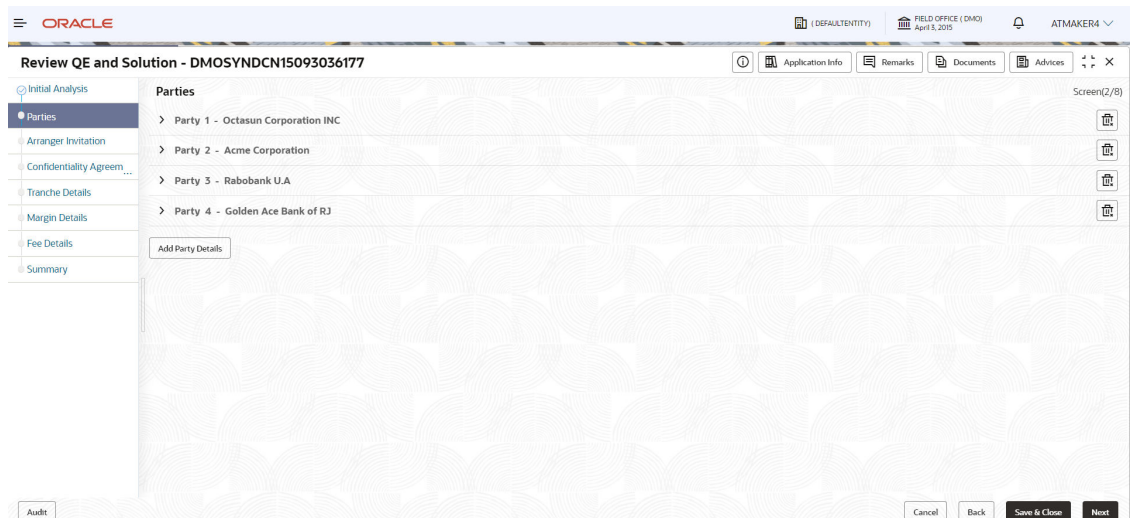 ORACLE
( DEFAULTENTITY)
FIELD OFFICE ( DMO)
April 3, 2015
ATMAKER4
Review QE and Solution - DMOSYNDCN15093036177
Application Info
Remarks
Documents
Advices
Initial Analysis
Parties
Arranger Invitation
Confidentiality Agreem...
Tranche Details
Margin Details
Fee Details
Summary
Parties
Screen(2/8)
Party 1 - Octasun Corporation INC
Party 2 - Acme Corporation
Party 3 - Rabobank U.A
Party 4 - Golden Ace Bank of RJ
Add Party Details
Audit
Cancel
Back
Save & Close
Next